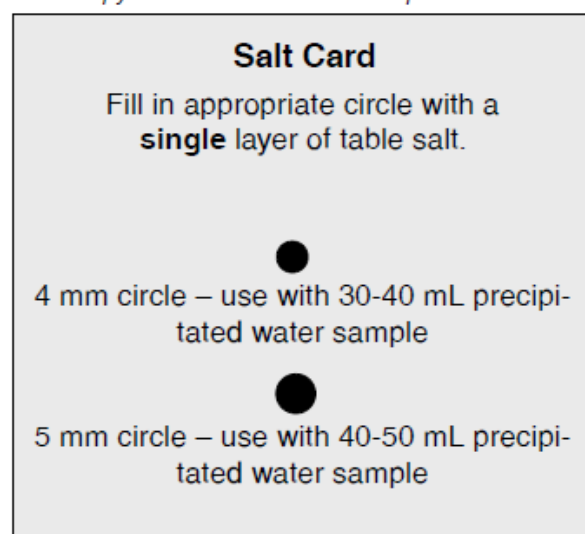 Salt Card
Fill in appropriate circle with a
single layer of table salt.
4 mm circle – use with 30-40 mL precipi-
tated water sample
5 mm circle – use with 40-50 mL precipi-
tated water sample